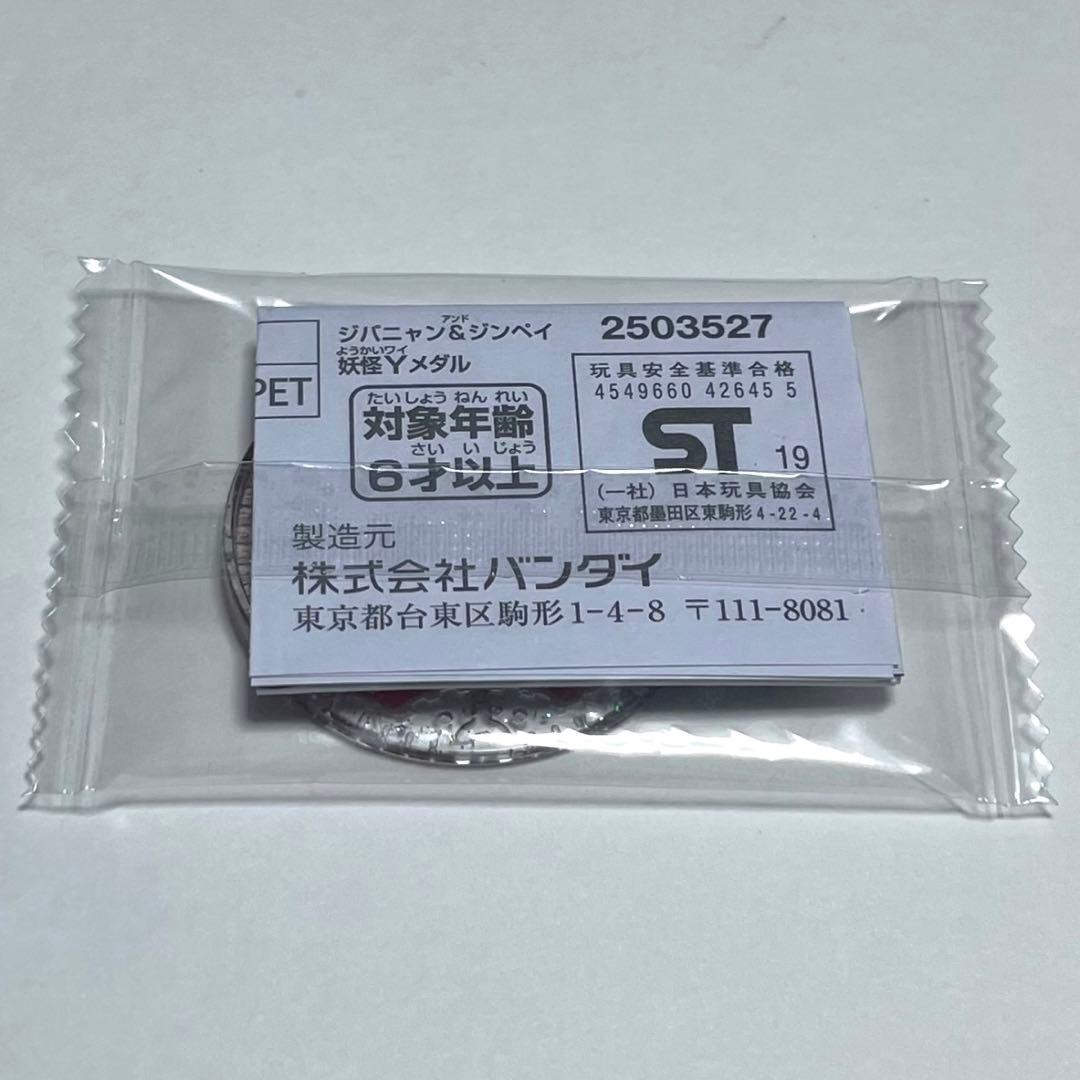 アンド
ジバニャン&ジンペイ
ようかいワイ
妖怪Yメダル
PET
たいしょうねんれい
対象年齢
さいいじょう
6才以上
2503527
玩具安全基準合格
4549660 42645 5
ST 19
(一社)日本玩具協会
東京都墨田区東駒形4-22-4
製造元
株式会社バンダイ
東京都台東区駒形1-4-8 〒111-8081